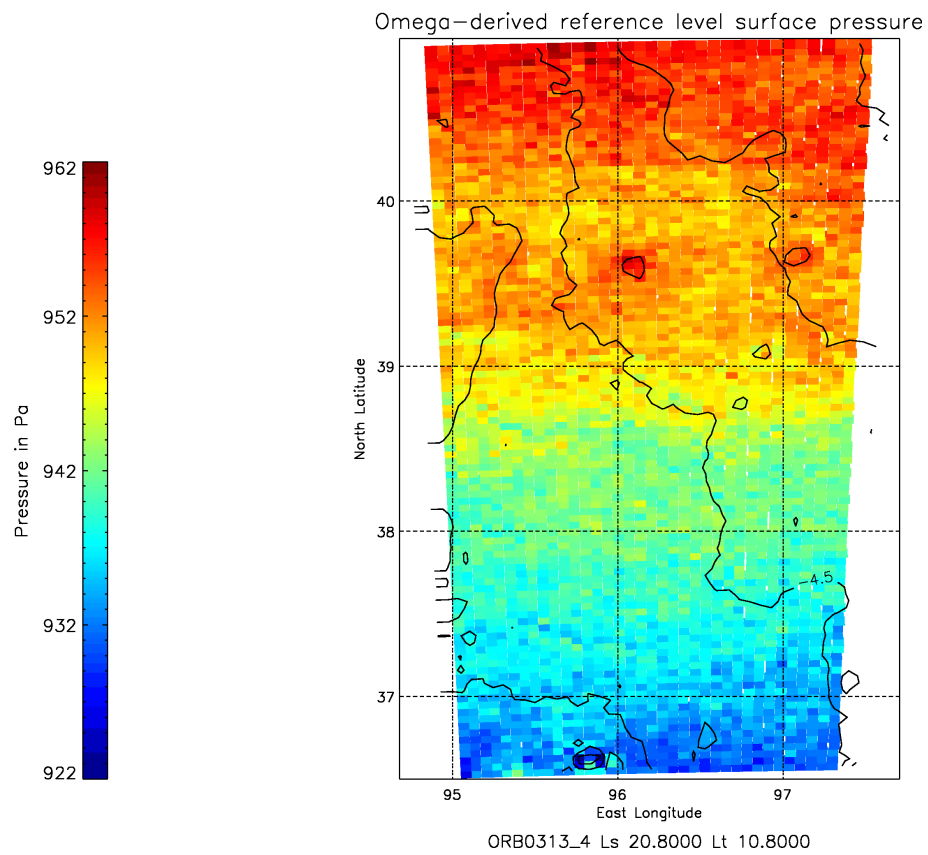 Omega-derived reference level surface pressure
962
952
942
932
922
Pressure in Pa
40
39
38
37
North Latitude
-4.5
95
96
97
East Longitude
ORB0313_4 Ls 20.8000 Lt 10.8000